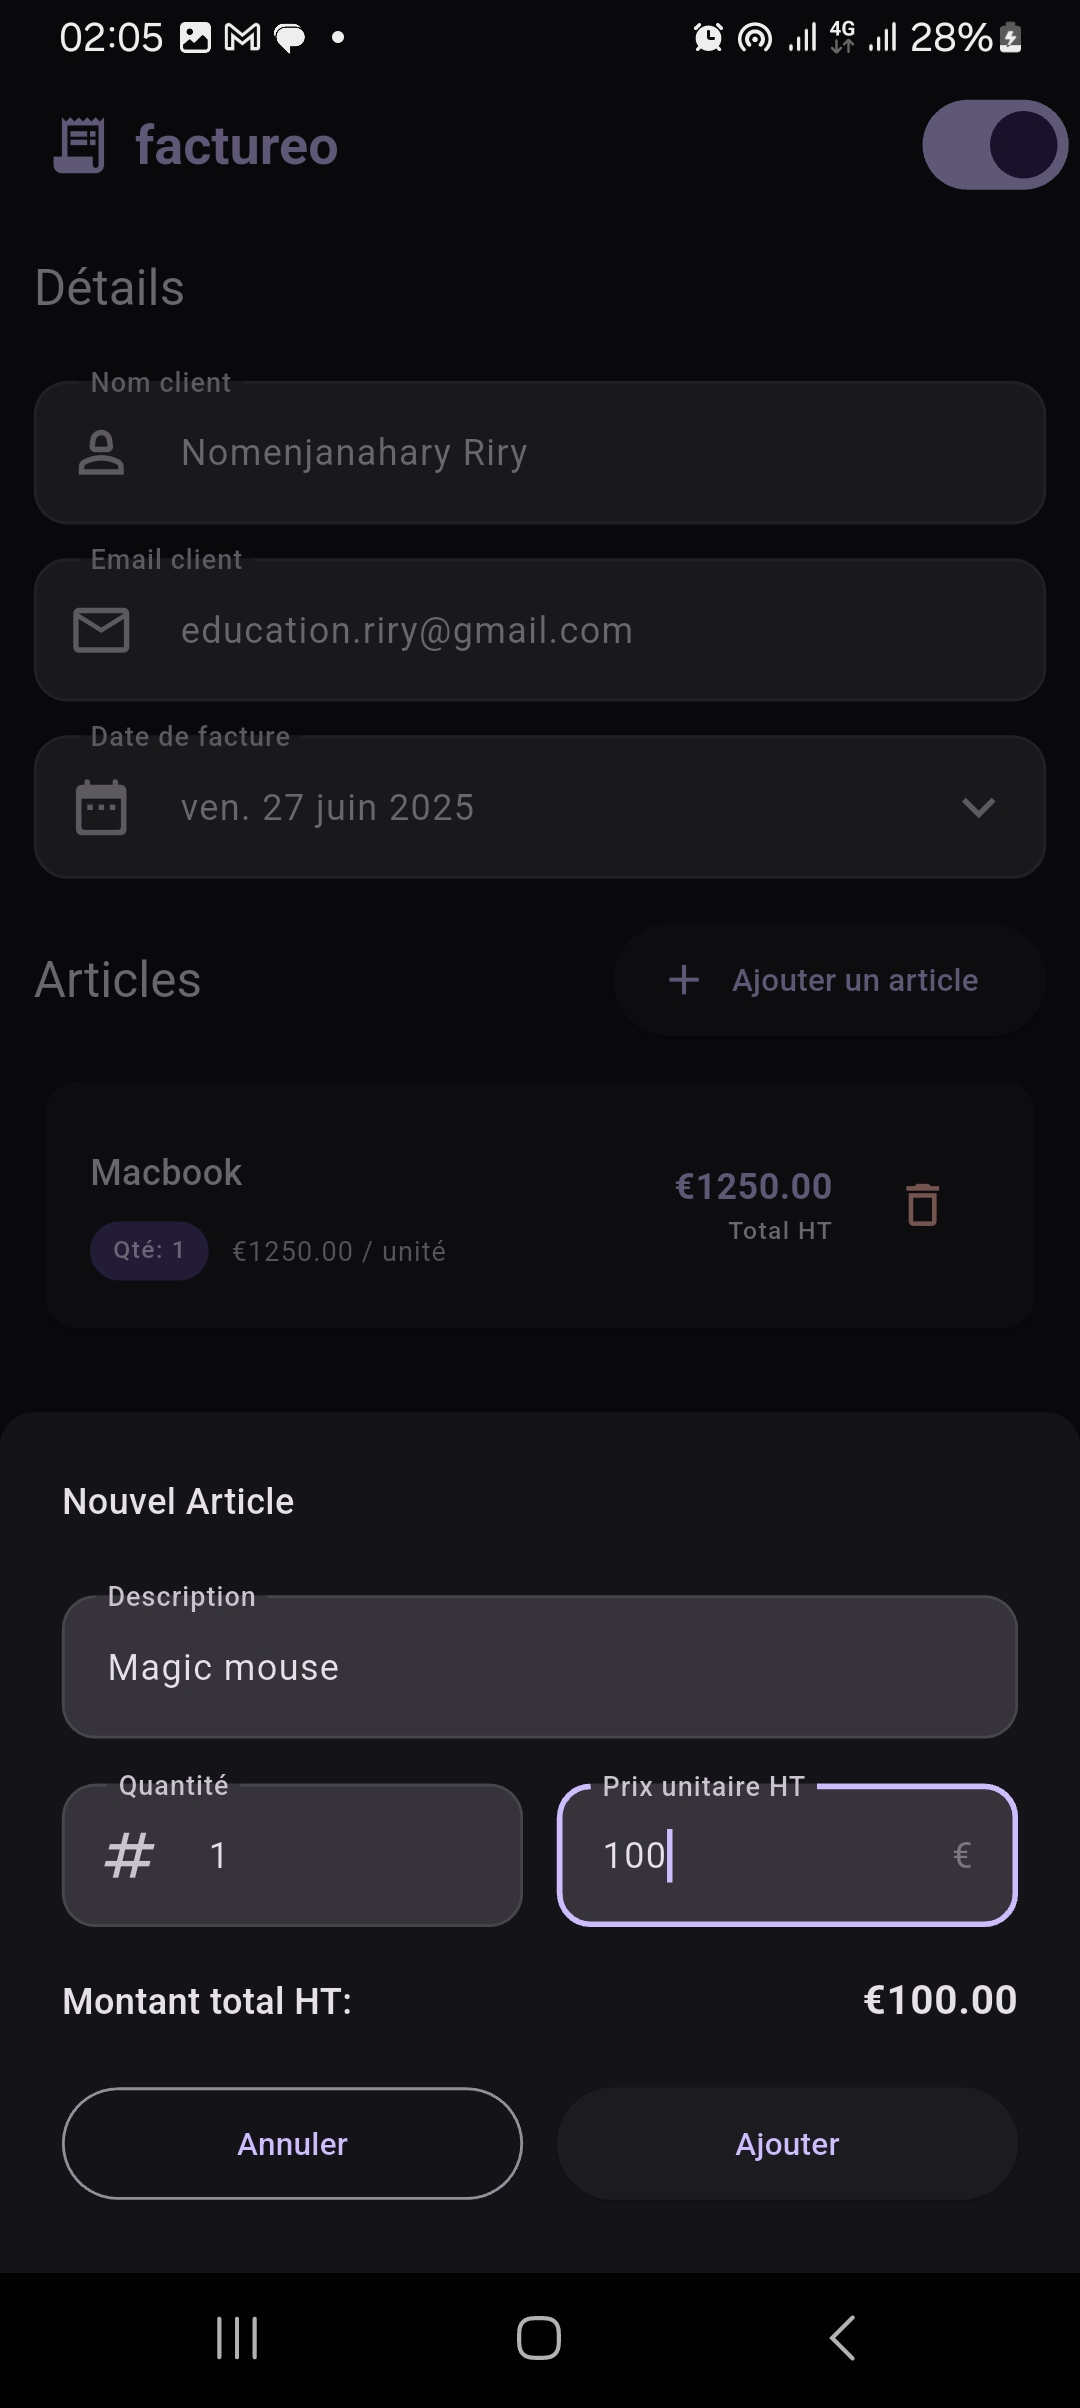 02:05 4G 28%
factureo
Détails
Nom client
Nomenjanahary Riry
Email client
education.riry@gmail.com
Date de facture
ven. 27 juin 2025
Articles
+ Ajouter un article
Macbook
€1250.00
Total HT
Qté: 1 €1250.00 / unité
Nouvel Article
Description
Magic mouse
Quantité
# 1
Prix unitaire HT
100 €
Montant total HT: €100.00
Annuler
Ajouter